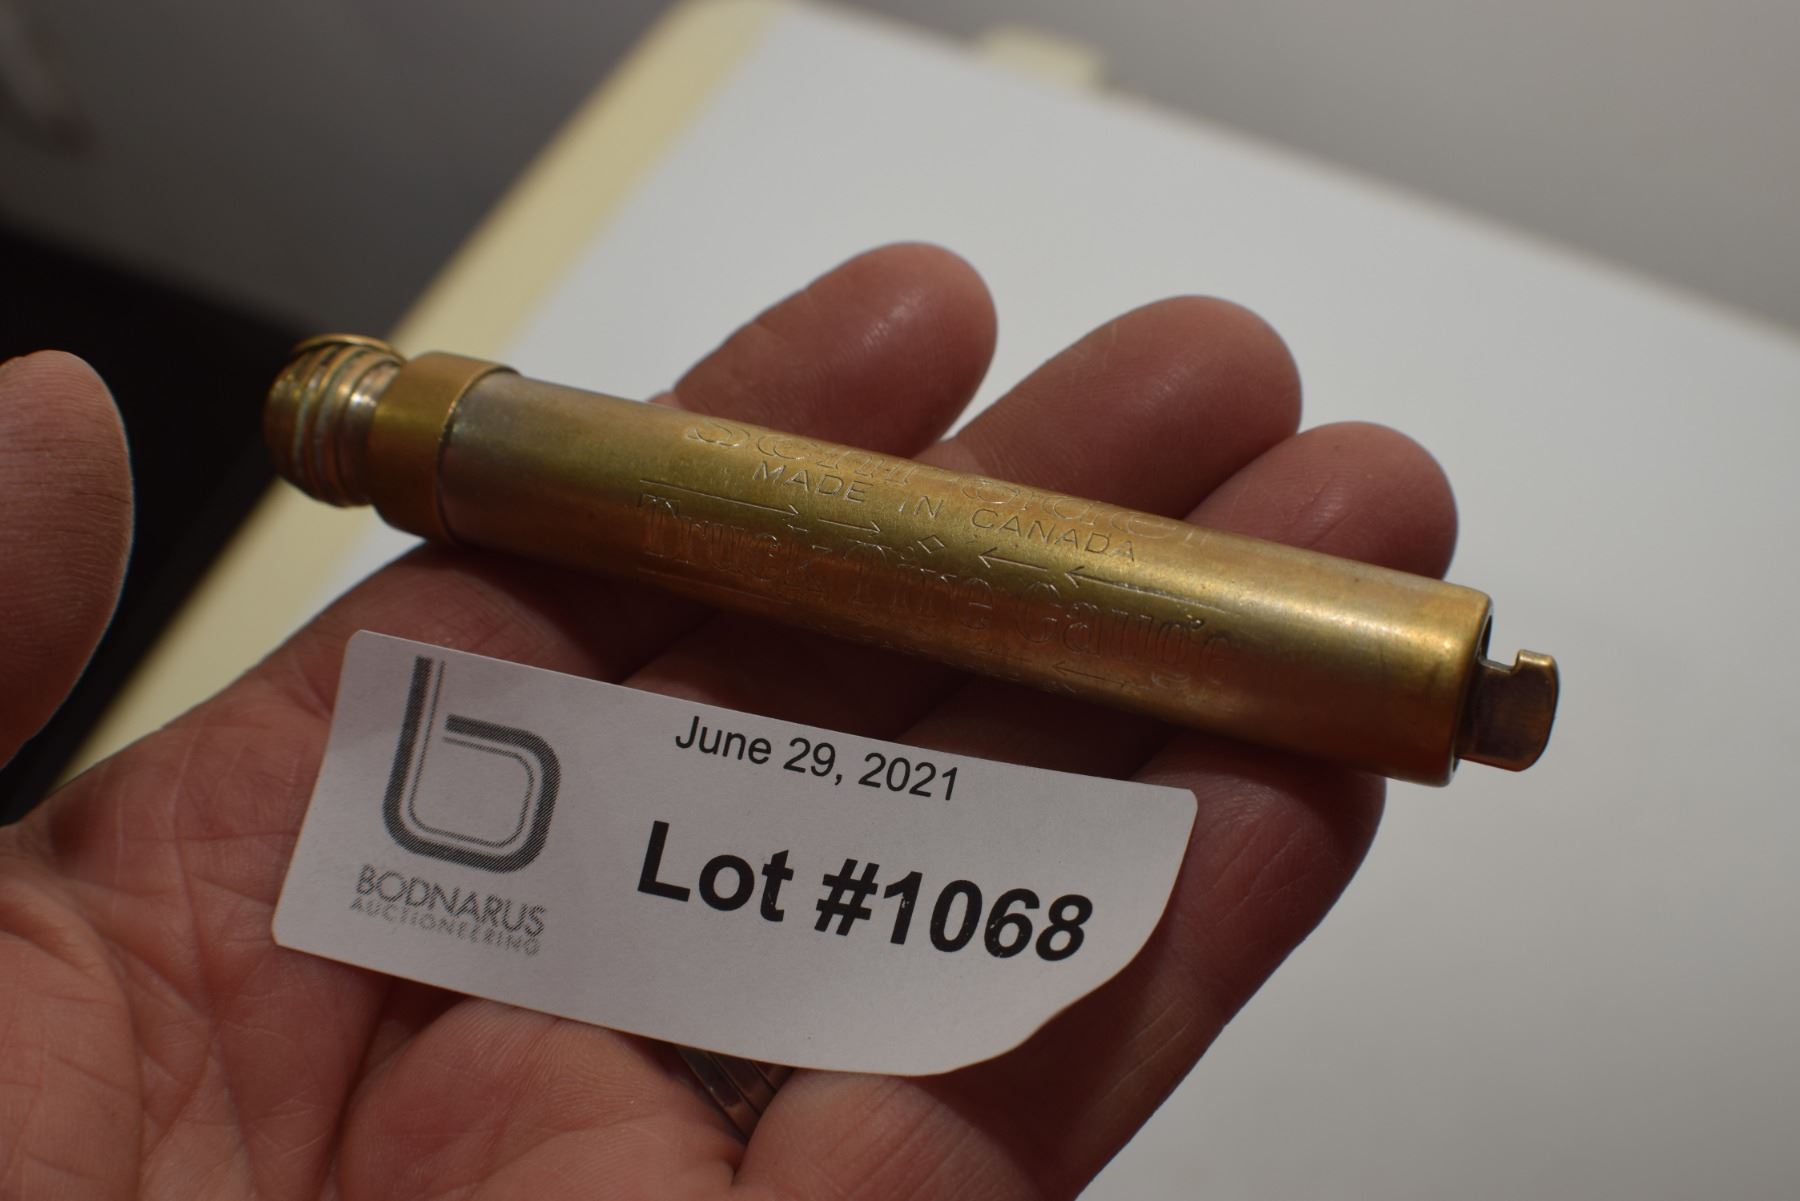 MADE IN CANADA
Truck Tire Gauge
June 29, 2021
Lot #1068
b
BODNARUS
AUCTIONEERING